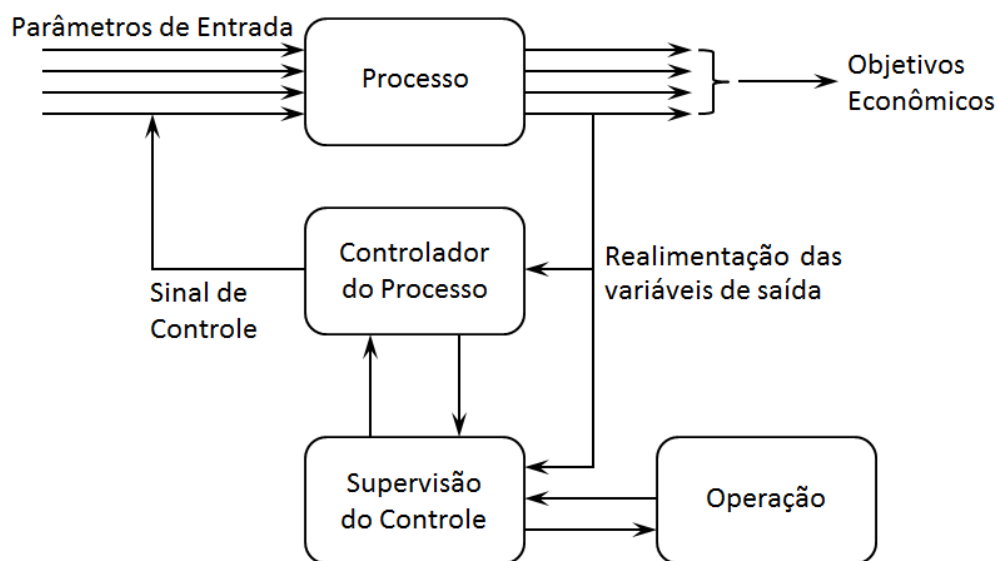 Parâmetros de Entrada
Processo
Objetivos
Econômicos
Controlador
do Processo
Realimentação das
variáveis de saída
Sinal de
Controle
Supervisão
do Controle
Operação